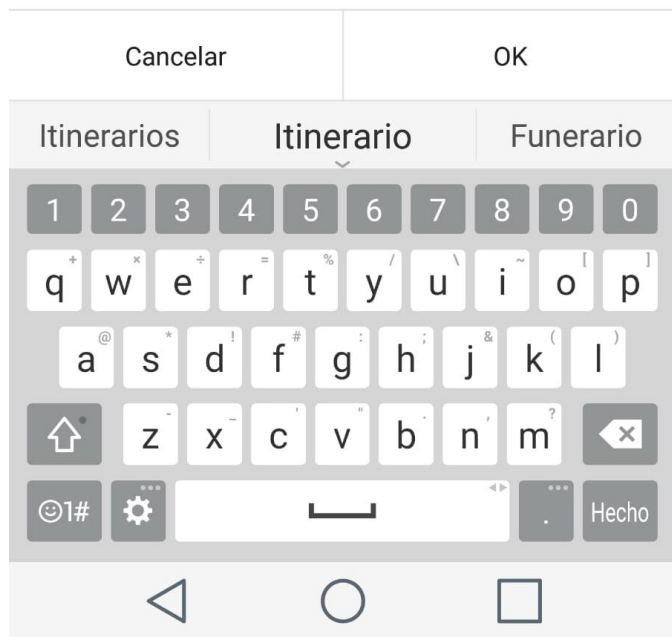 Cancelar OK
Itinerarios Itinerario Funerario
1 2 3 4 5 6 7 8 9 0
+ × ÷ = % / \ ~ [ ]
q w e r t y u i o p
@ * ! # : ; & ( )
a s d f g h j k l
- _ ' " . , ?
z x c v b n m
☺1# . Hecho